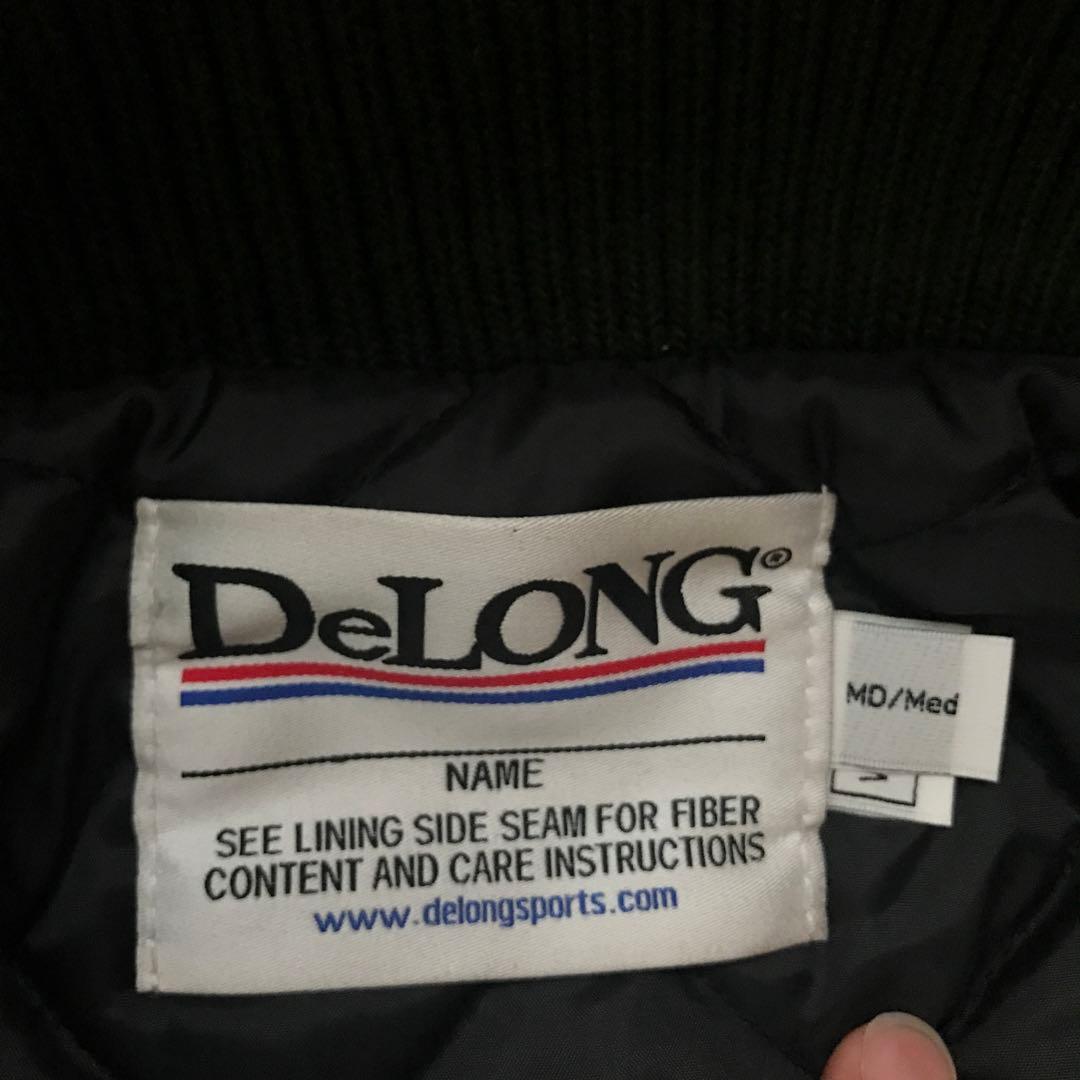 DeLONG®
NAME
SEE LINING SIDE SEAM FOR FIBER
CONTENT AND CARE INSTRUCTIONS
www.delongsports.com
MD/Med